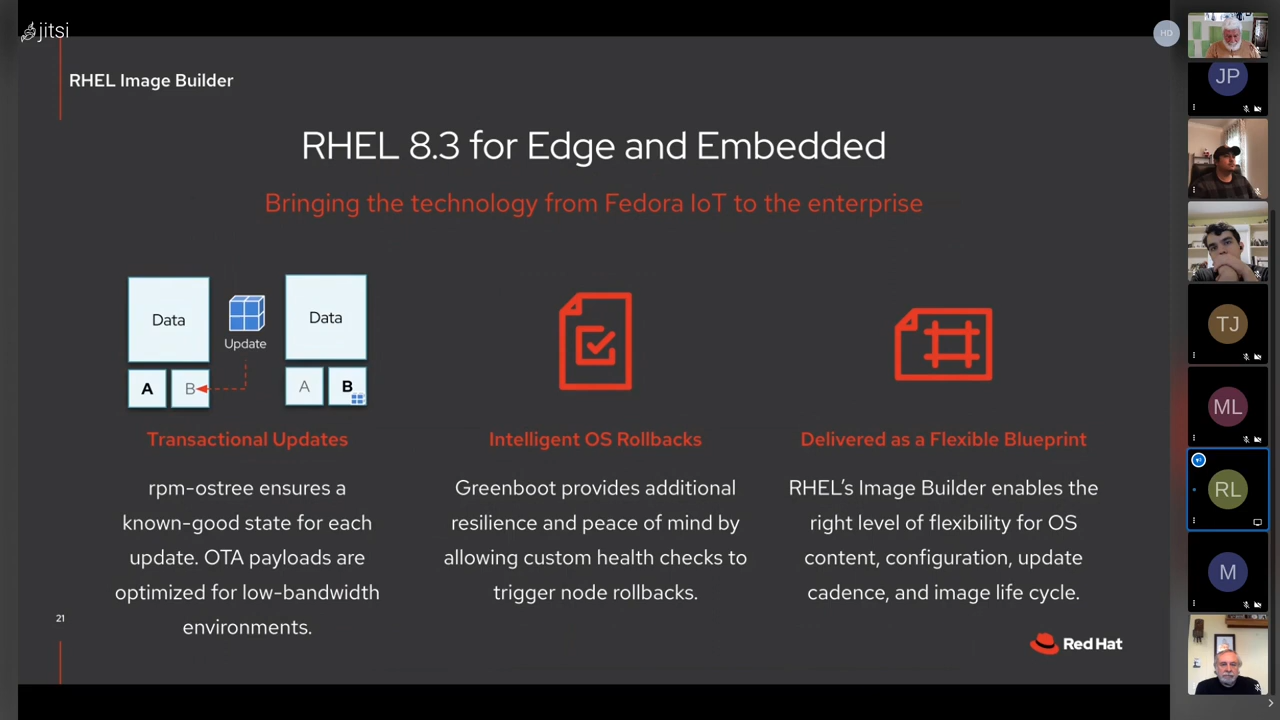 jitsi
HD
RHEL Image Builder
RHEL 8.3 for Edge and Embedded
Bringing the technology from Fedora IoT to the enterprise
Data
Update
Data
A
B
A
B
Transactional Updates
rpm-ostree ensures a
known-good state for each
update. OTA payloads are
optimized for low-bandwidth
environments.
Intelligent OS Rollbacks
Greenboot provides additional
resilience and peace of mind by
allowing custom health checks to
trigger node rollbacks.
Delivered as a Flexible Blueprint
RHEL’s Image Builder enables the
right level of flexibility for OS
content, configuration, update
cadence, and image life cycle.
21
Red Hat
JP
TJ
ML
RL
M